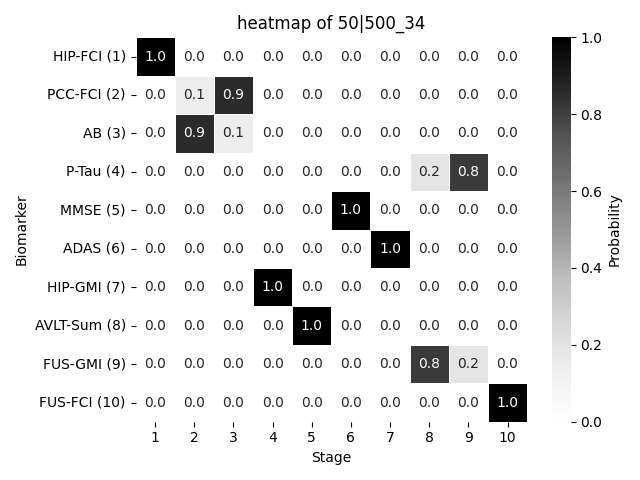 heatmap of 50|500_34
HIP-FCI (1) 1.0 0.0 0.0 0.0 0.0 0.0 0.0 0.0 0.0 0.0
PCC-FCI (2) 0.0 0.1 0.9 0.0 0.0 0.0 0.0 0.0 0.0 0.0
AB (3) 0.0 0.9 0.1 0.0 0.0 0.0 0.0 0.0 0.0 0.0
P-Tau (4) 0.0 0.0 0.0 0.0 0.0 0.0 0.0 0.2 0.8 0.0
MMSE (5) 0.0 0.0 0.0 0.0 0.0 1.0 0.0 0.0 0.0 0.0
ADAS (6) 0.0 0.0 0.0 0.0 0.0 0.0 1.0 0.0 0.0 0.0
HIP-GMI (7) 0.0 0.0 0.0 1.0 0.0 0.0 0.0 0.0 0.0 0.0
AVLT-Sum (8) 0.0 0.0 0.0 0.0 1.0 0.0 0.0 0.0 0.0 0.0
FUS-GMI (9) 0.0 0.0 0.0 0.0 0.0 0.0 0.0 0.8 0.2 0.0
FUS-FCI (10) 0.0 0.0 0.0 0.0 0.0 0.0 0.0 0.0 0.0 1.0
1 2 3 4 5 6 7 8 9 10
Stage
Biomarker
1.0
0.8
0.6
0.4
0.2
0.0
Probability